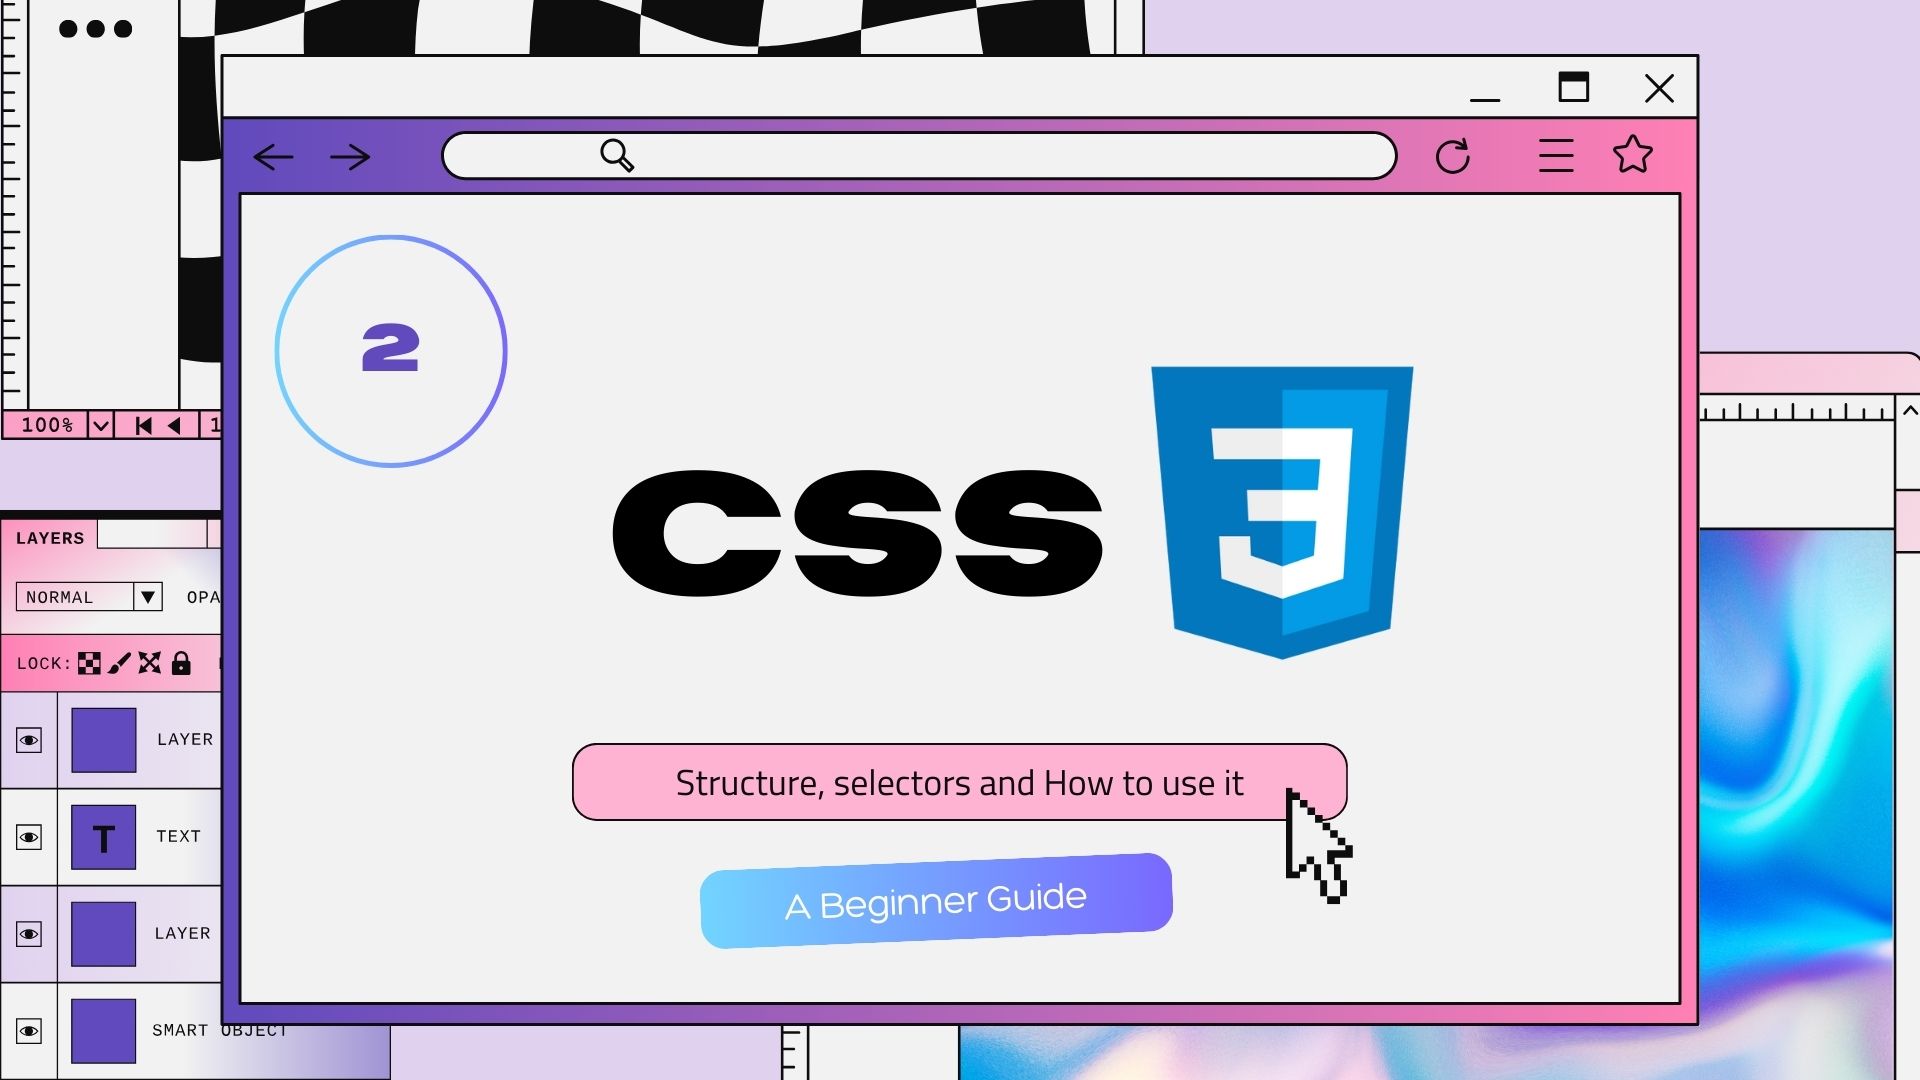 2
css
3
Structure, selectors and How to use it
A Beginner Guide
100%
1
LAYERS
NORMAL
OPA
LOCK:
LAYER
T
TEXT
LAYER
SMART OBJECT